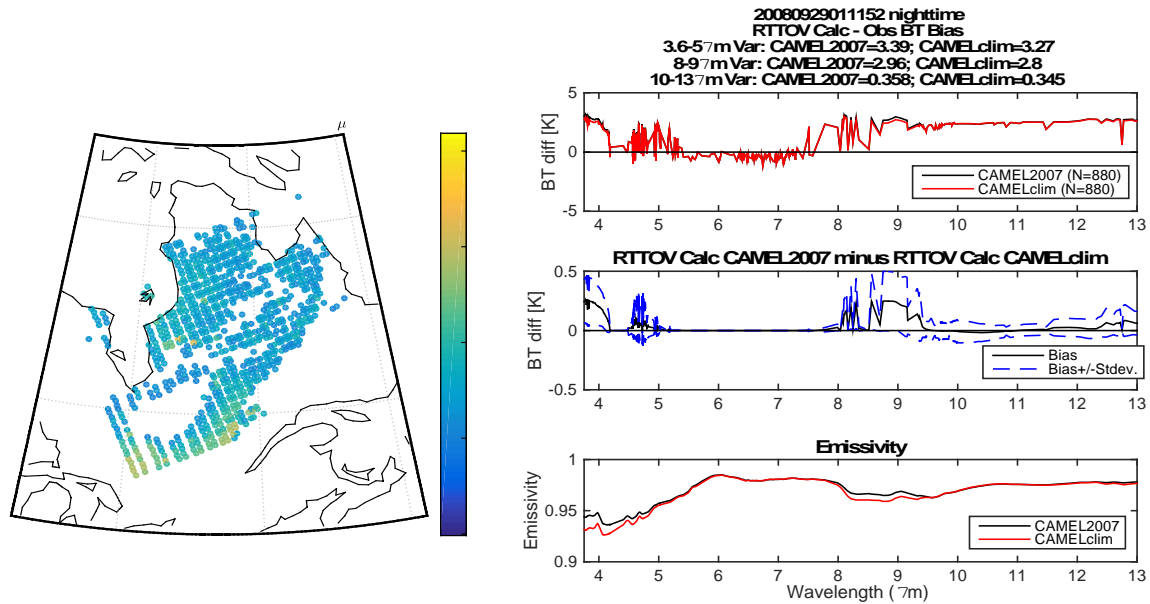 20080929011152 nighttime
RTTOV Calc - Obs BT Bias
3.6-57m Var: CAMEL2007=3.39; CAMELclim=3.27
8-97m Var: CAMEL2007=2.96; CAMELclim=2.8
10-137m Var: CAMEL2007=0.358; CAMELclim=0.345
μ
BT diff [K]
5
0
-5
CAMEL2007 (N=880)
CAMELclim (N=880)
4 5 6 7 8 9 10 11 12 13
RTTOV Calc CAMEL2007 minus RTTOV Calc CAMELclim
BT diff [K]
0.5
0
-0.5
Bias
Bias+/-Stdev.
4 5 6 7 8 9 10 11 12 13
Emissivity
Emissivity
1
0.95
0.9
CAMEL2007
CAMELclim
4 5 6 7 8 9 10 11 12 13
Wavelength (7m)